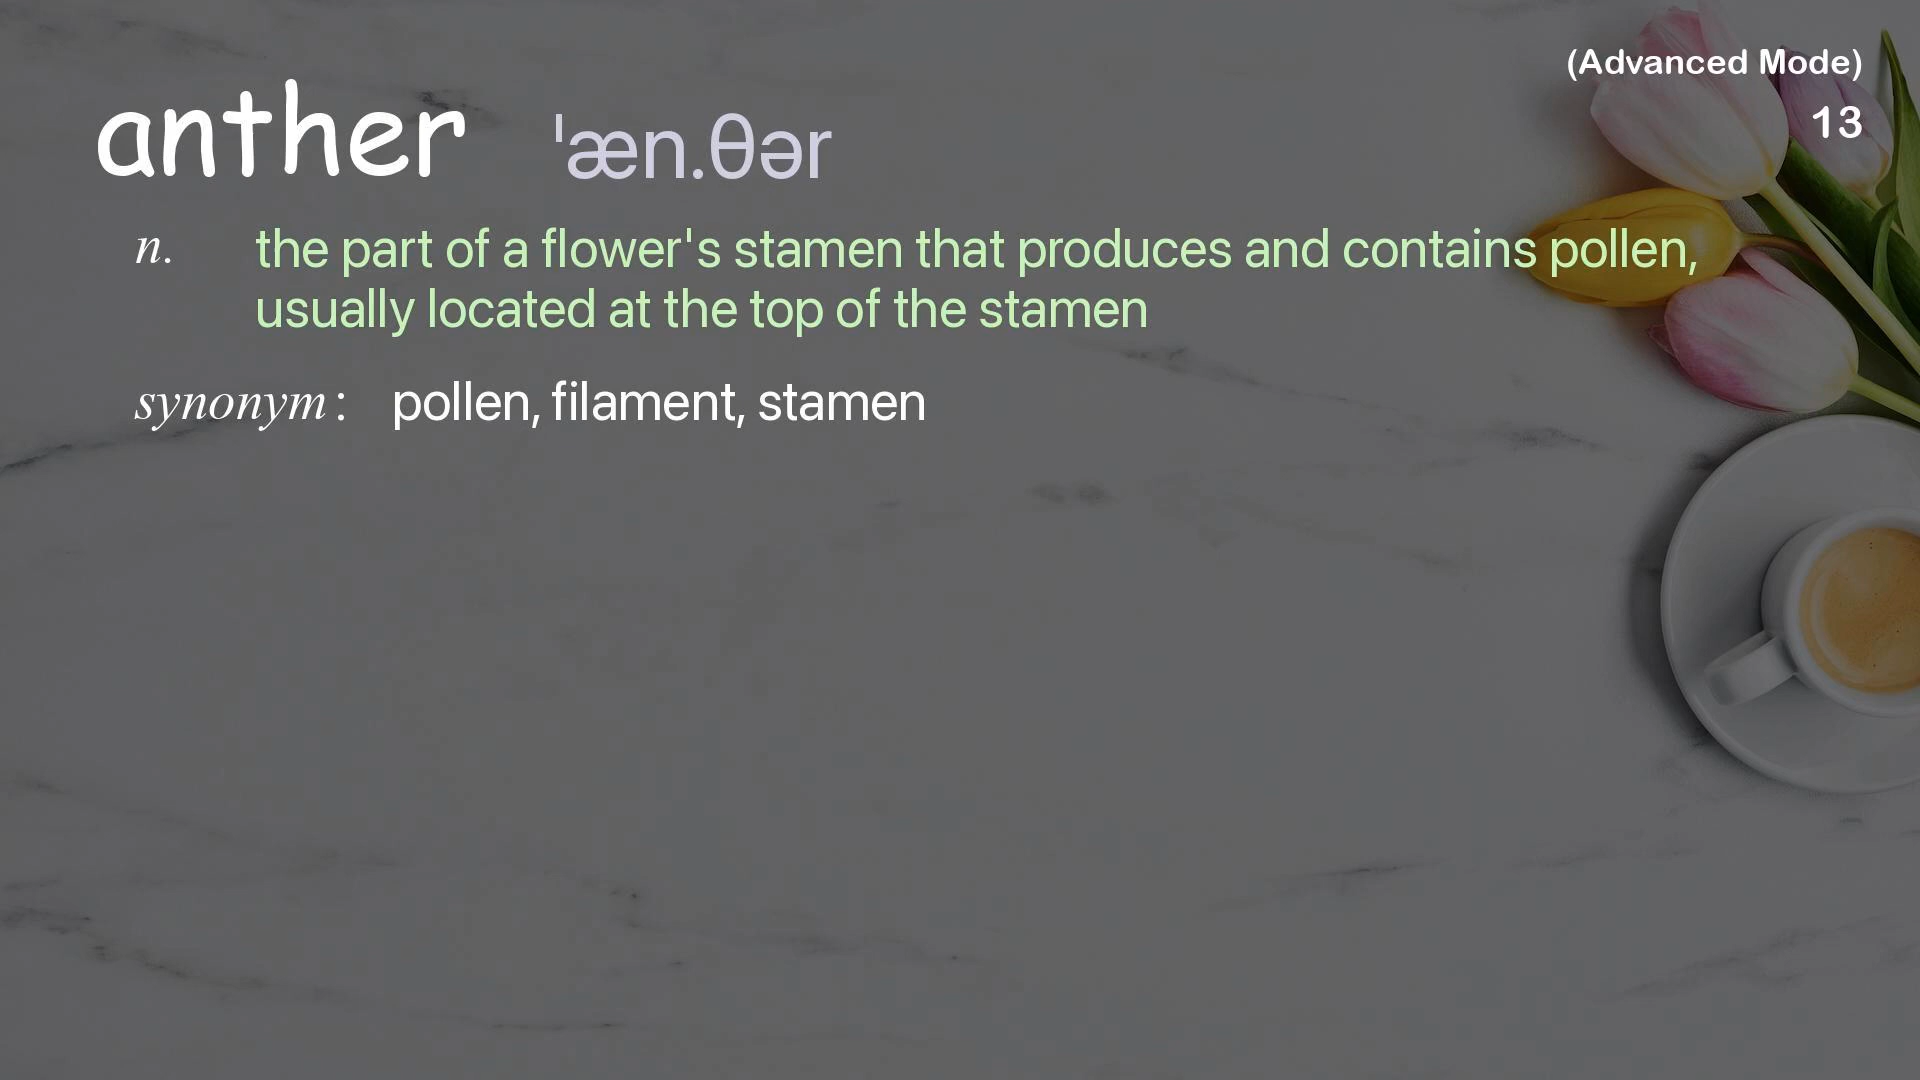 (Advanced Mode)
13
anther ˈæn.θər
n. the part of a flower's stamen that produces and contains pollen,
usually located at the top of the stamen
synonym: pollen, filament, stamen